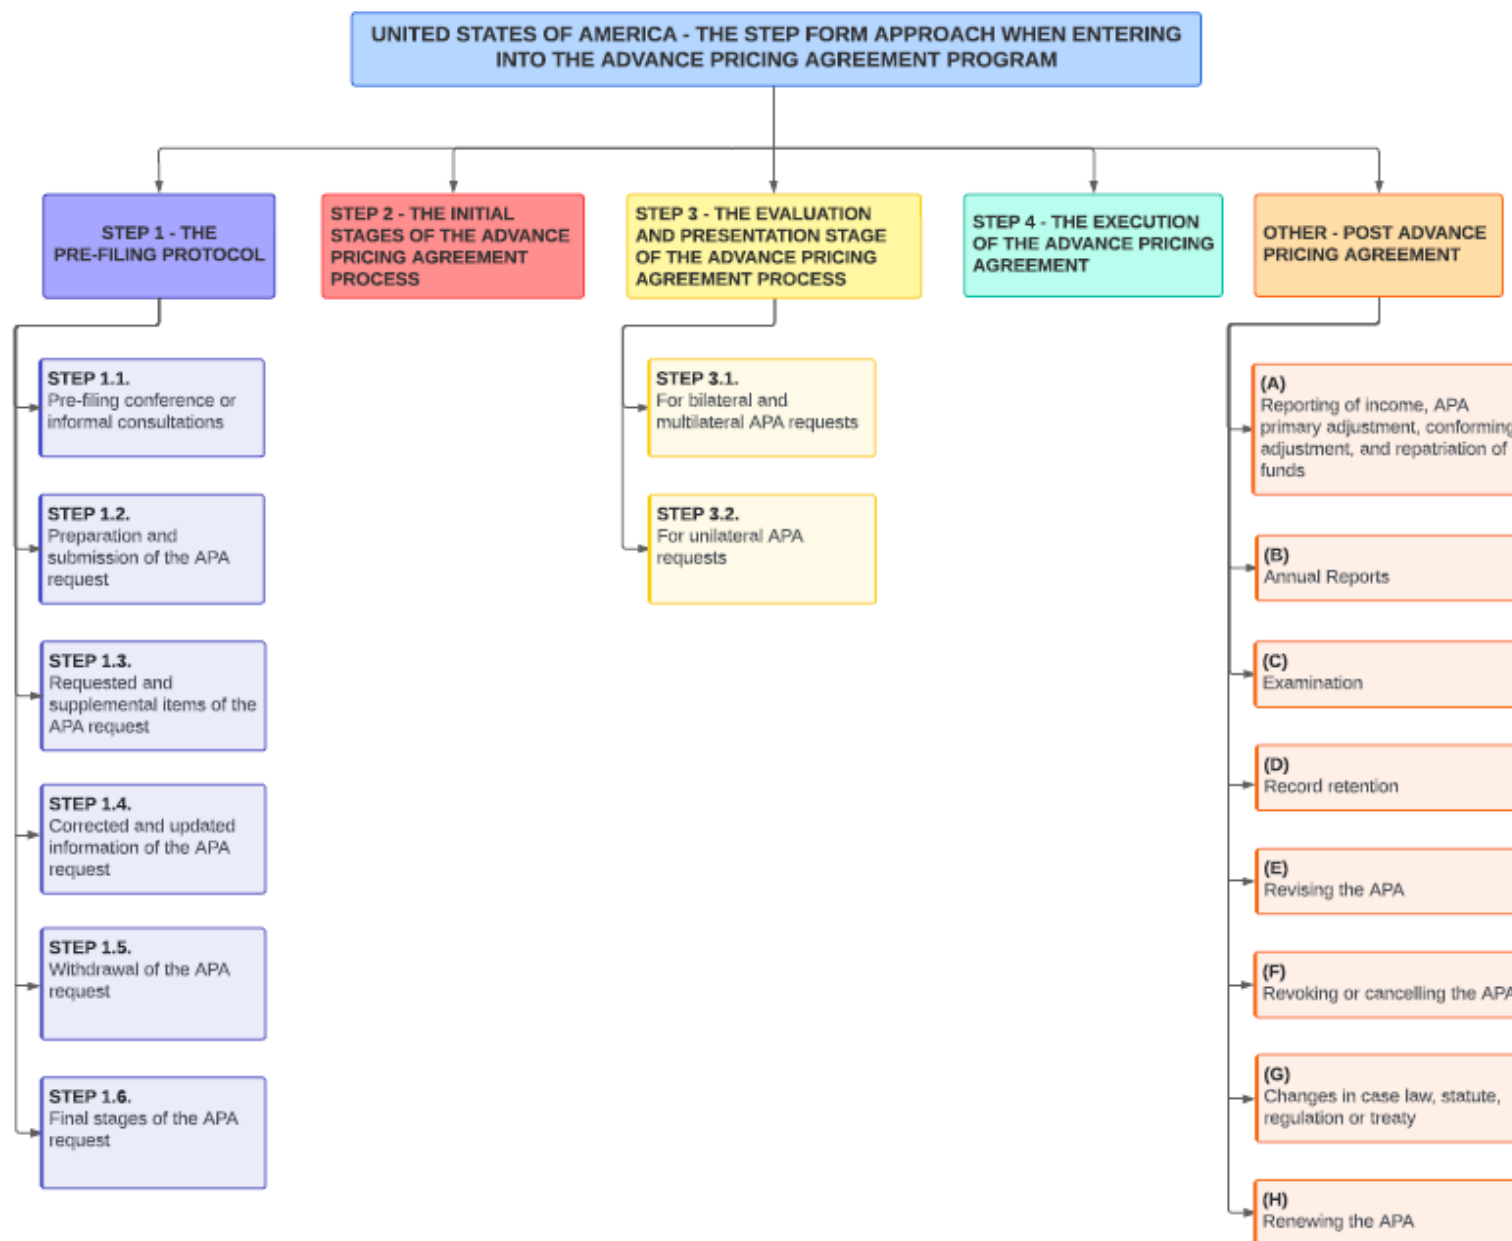 UNITED STATES OF AMERICA - THE STEP FORM APPROACH WHEN ENTERING
INTO THE ADVANCE PRICING AGREEMENT PROGRAM
STEP 1 - THE
PRE-FILING PROTOCOL
STEP 2 - THE INITIAL
STAGES OF THE ADVANCE
PRICING AGREEMENT
PROCESS
STEP 3 - THE EVALUATION
AND PRESENTATION STAGE
OF THE ADVANCE PRICING
AGREEMENT PROCESS
STEP 4 - THE EXECUTION
OF THE ADVANCE PRICING
AGREEMENT
OTHER - POST ADVANCE
PRICING AGREEMENT
STEP 1.1.
Pre-filing conference or
informal consultations
STEP 1.2.
Preparation and
submission of the APA
request
STEP 1.3.
Requested and
supplemental items of the
APA request
STEP 1.4.
Corrected and updated
information of the APA
request
STEP 1.5.
Withdrawal of the APA
request
STEP 1.6.
Final stages of the APA
request
STEP 3.1.
For bilateral and
multilateral APA requests
STEP 3.2.
For unilateral APA
requests
(A)
Reporting of income, APA
primary adjustment, conforming
adjustment, and repatriation of
funds
(B)
Annual Reports
(C)
Examination
(D)
Record retention
(E)
Revising the APA
(F)
Revoking or cancelling the APA
(G)
Changes in case law, statute,
regulation or treaty
(H)
Renewing the APA